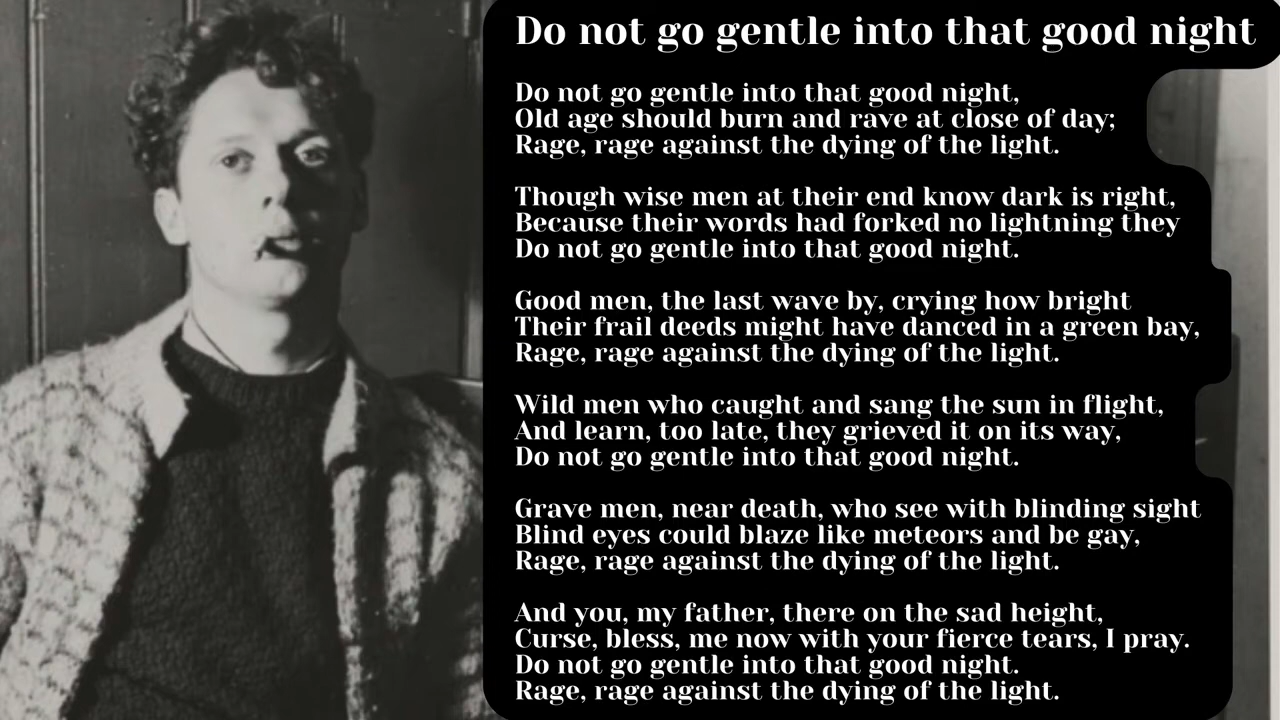 Do not go gentle into that good night
Do not go gentle into that good night,
Old age should burn and rave at close of day;
Rage, rage against the dying of the light.
Though wise men at their end know dark is right,
Because their words had forked no lightning they
Do not go gentle into that good night.
Good men, the last wave by, crying how bright
Their frail deeds might have danced in a green bay,
Rage, rage against the dying of the light.
Wild men who caught and sang the sun in flight,
And learn, too late, they grieved it on its way,
Do not go gentle into that good night.
Grave men, near death, who see with blinding sight
Blind eyes could blaze like meteors and be gay,
Rage, rage against the dying of the light.
And you, my father, there on the sad height,
Curse, bless, me now with your fierce tears, I pray.
Do not go gentle into that good night.
Rage, rage against the dying of the light.